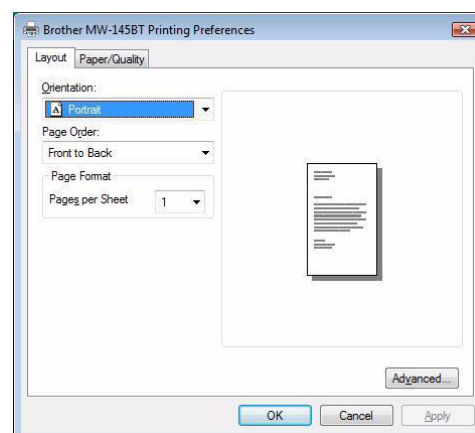 Brother MW-145BT Printing Preferences
Layout
Paper/Quality
Orientation:
A Portrait
Page Order:
Front to Back
Page Format
Pages per Sheet 1
Advanced...
OK
Cancel
Apply